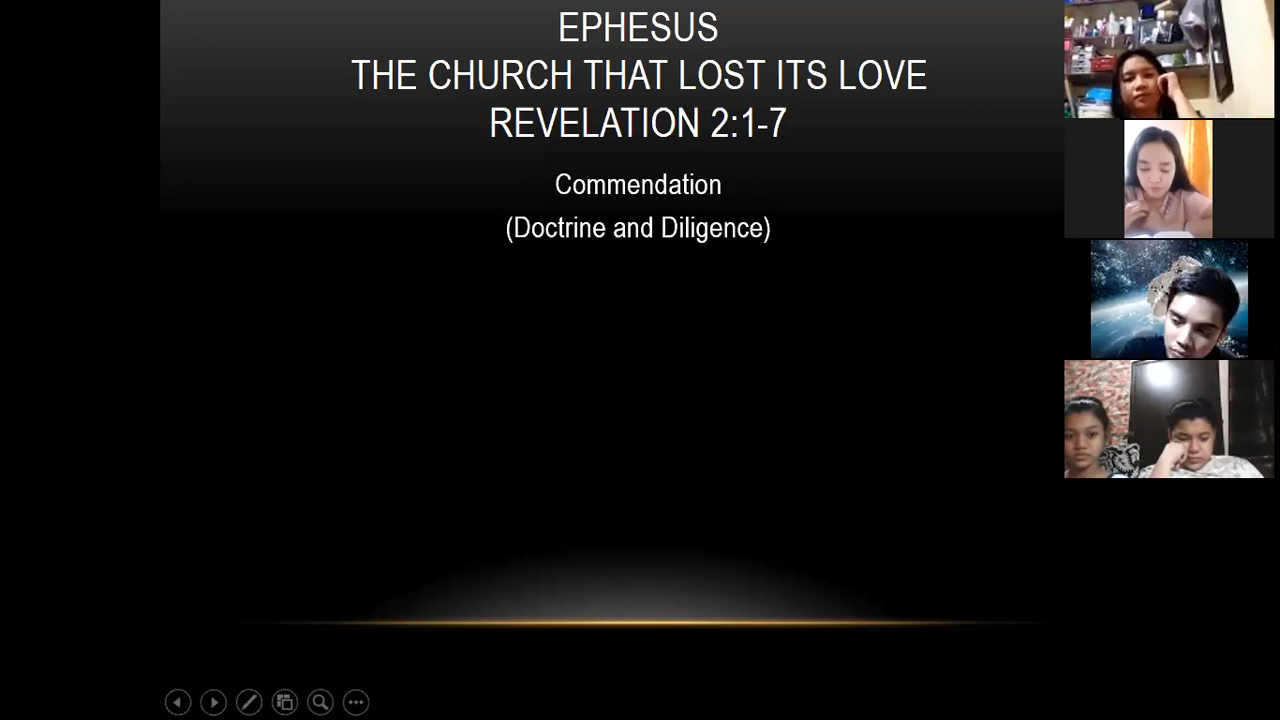 EPHESUS
THE CHURCH THAT LOST ITS LOVE
REVELATION 2:1-7
Commendation
(Doctrine and Diligence)